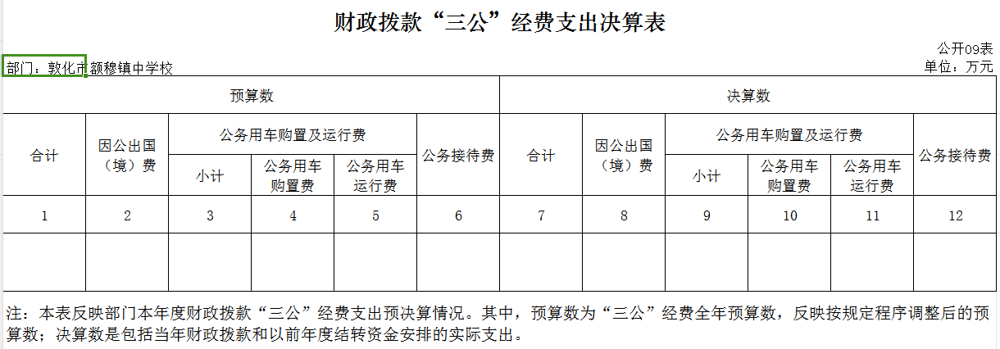 财政拨款“三公”经费支出决算表
公开09表
部门：敦化市额穆镇中学校
单位：万元
预算数 决算数
合计 因公出国（境）费 公务用车购置及运行费 公务接待费 合计 因公出国（境）费 公务用车购置及运行费 公务接待费
小计 公务用车购置费 公务用车运行费 小计 公务用车购置费 公务用车运行费
1 2 3 4 5 6 7 8 9 10 11 12
注：本表反映部门本年度财政拨款“三公”经费支出预决算情况。其中，预算数为“三公”经费全年预算数，反映按规定程序调整后的预
算数；决算数是包括当年财政拨款和以前年度结转资金安排的实际支出。